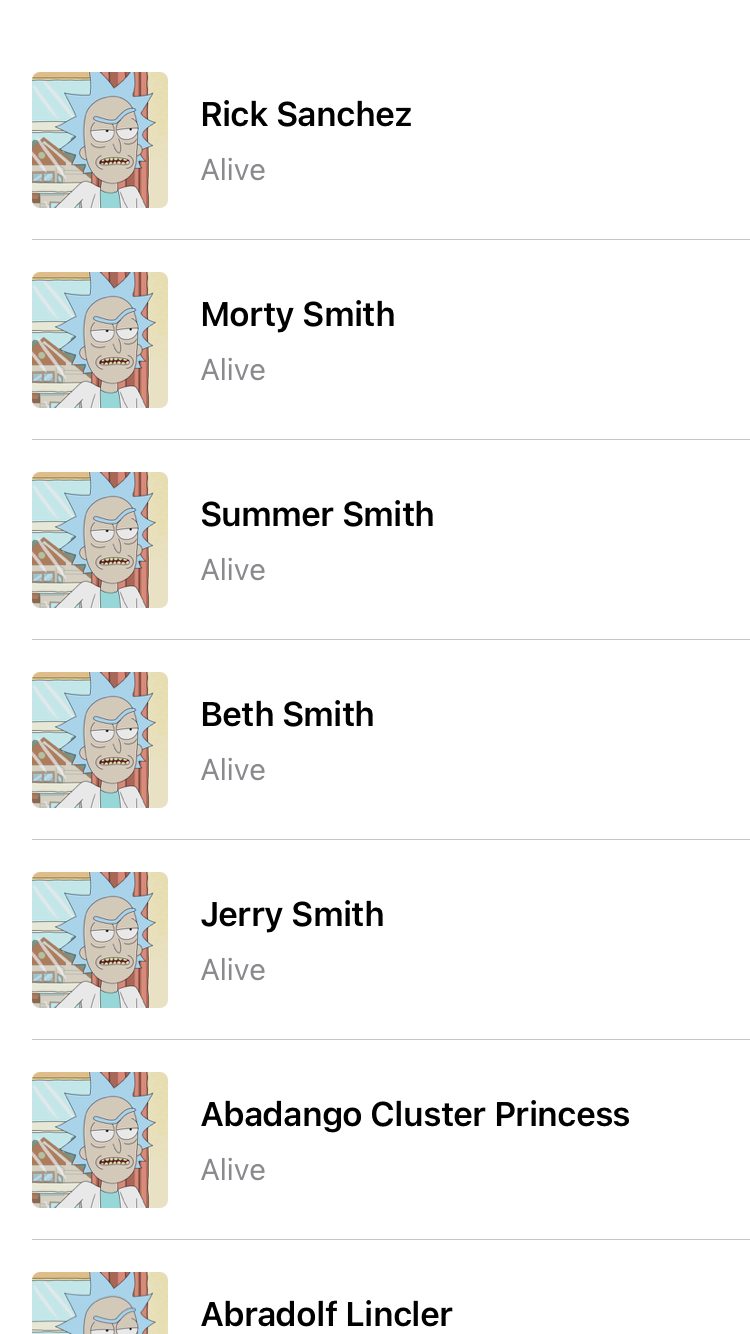 Rick Sanchez
Alive
Morty Smith
Alive
Summer Smith
Alive
Beth Smith
Alive
Jerry Smith
Alive
Abadango Cluster Princess
Alive
Abradolf Lincler